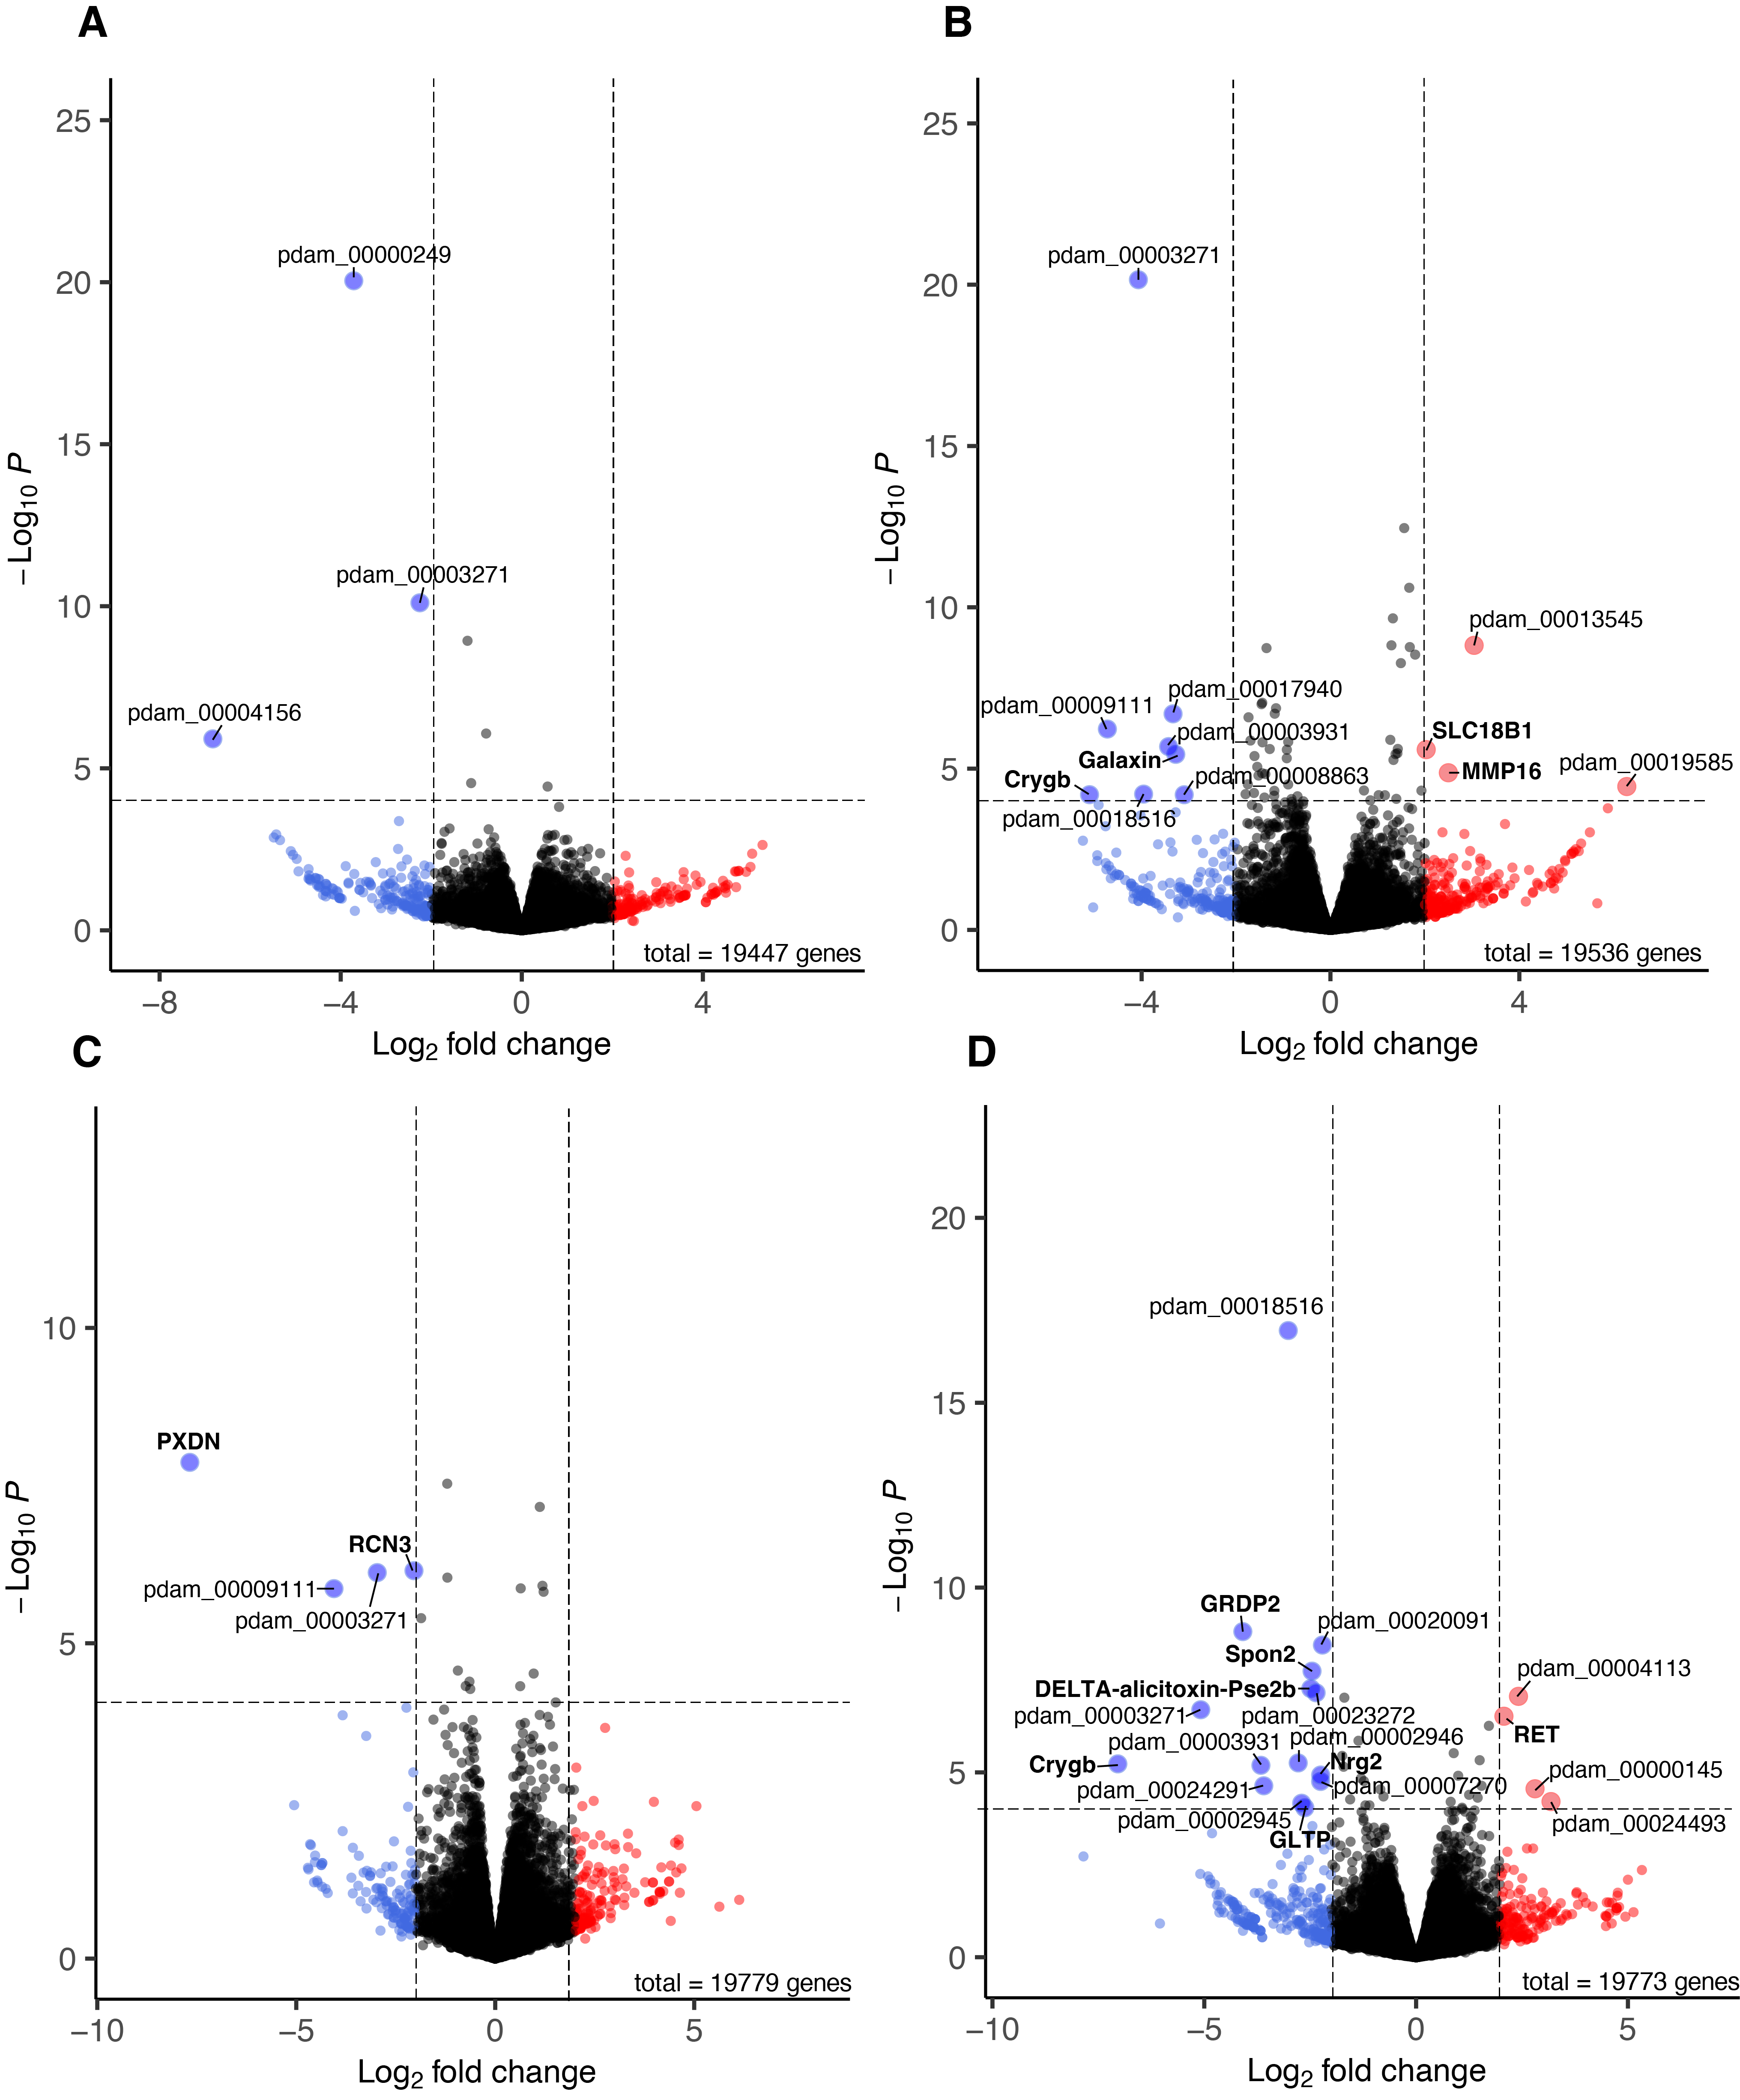 A
25
20
15
10
5
0
−Log10 P
pdam_00000249
pdam_00003271
pdam_00004156
total = 19447 genes
−8
−4
0
4
Log2 fold change
B
25
20
15
10
5
0
−Log10 P
pdam_00003271
pdam_00013545
pdam_00017940
pdam_00009111
pdam_00003931
SLC18B1
Galaxin
pdam_00019585
MMP16
Crygb
pdam_00008863
pdam_00018516
total = 19536 genes
−4
0
4
Log2 fold change
C
10
5
0
−Log10 P
PXDN
RCN3
pdam_00009111
pdam_00003271
total = 19779 genes
−10
−5
0
5
Log2 fold change
D
20
15
10
5
0
−Log10 P
pdam_00018516
GRDP2
pdam_00020091
Spon2
pdam_00004113
DELTA-alicitoxin-Pse2b
pdam_00003271
pdam_00023272
RET
pdam_00003931
pdam_00002946
Crygb
Nrg2
pdam_00000145
pdam_00024291
pdam_00007270
pdam_00002945
pdam_00024493
GLTP
total = 19773 genes
−10
−5
0
5
Log2 fold change